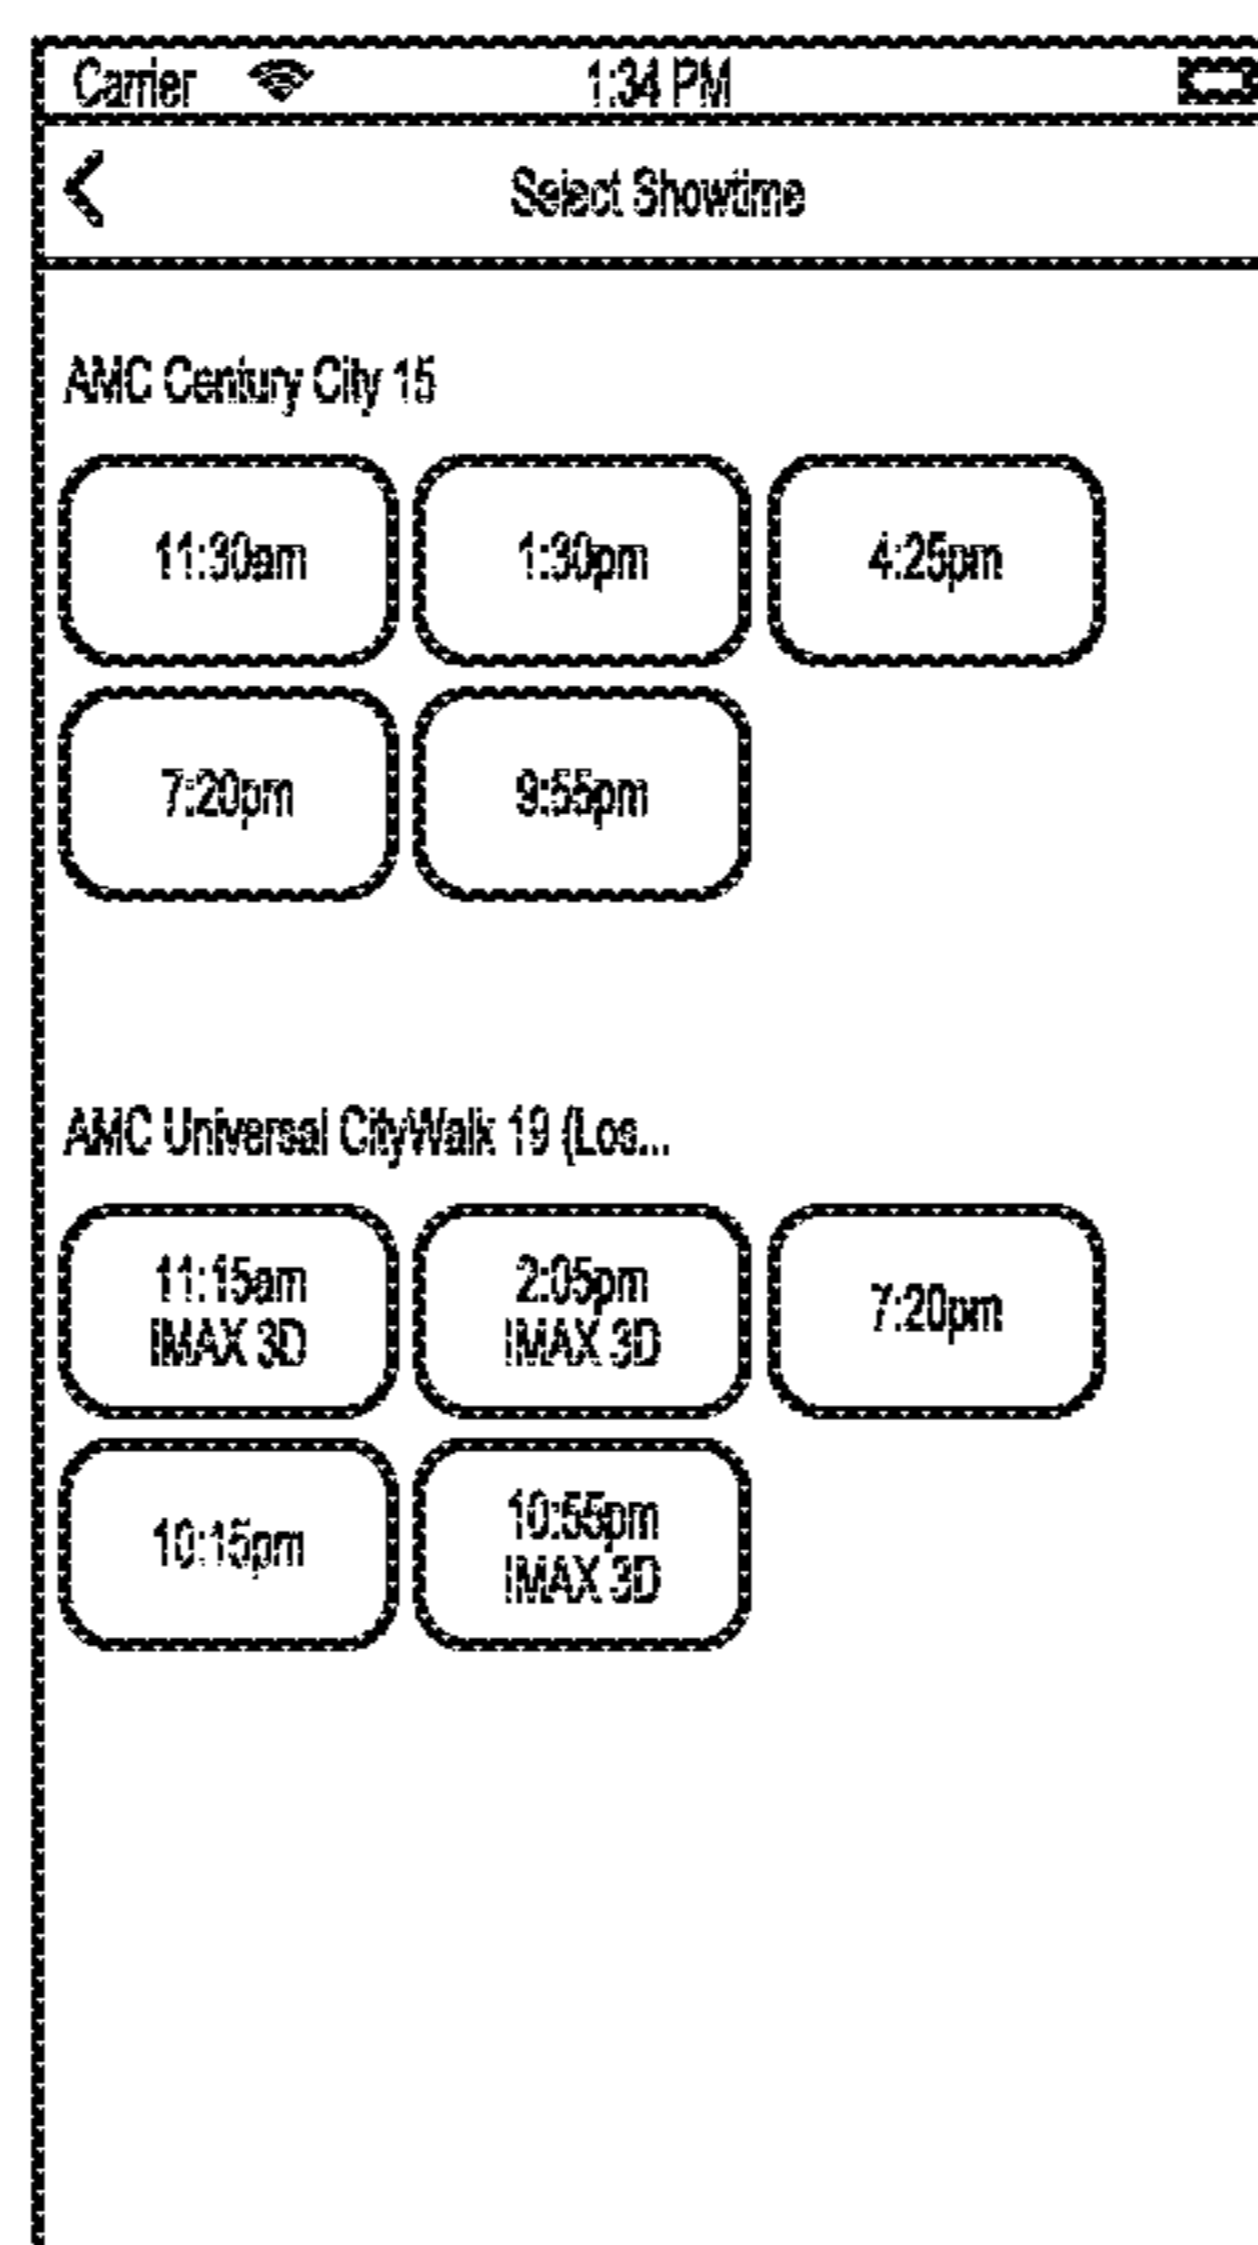 Carrier 1:34 PM
Select Showtime
AMC Century City 15
11:30am 1:30pm 4:25pm
7:20pm 9:55pm
AMC Universal CityWalk 19 (Los...
11:15am 2:05pm 7:20pm
IMAX 3D IMAX 3D
10:15pm 10:55pm
IMAX 3D